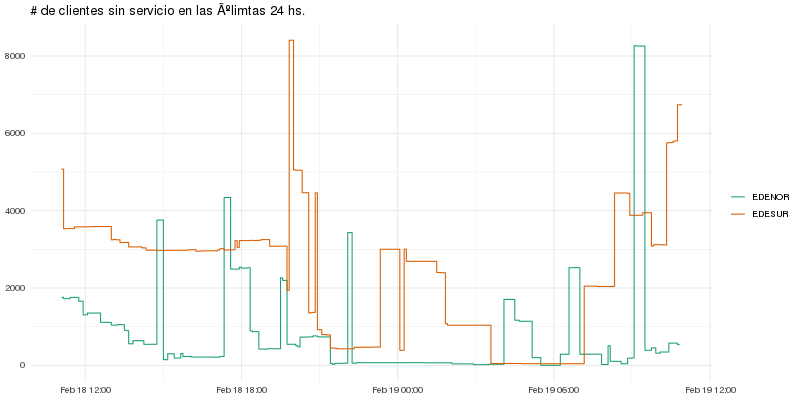 # de clientes sin servicio en las Ãºlimtas 24 hs.
8000
6000
4000
2000
0
Feb 18 12:00
Feb 18 18:00
Feb 19 00:00
Feb 19 06:00
Feb 19 12:00
EDENOR
EDESUR